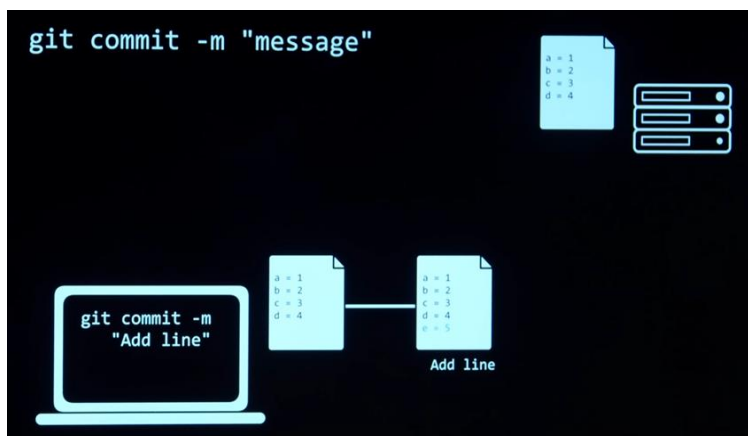 git commit -m "message"
a = 1
b = 2
c = 3
d = 4
git commit -m
"Add line"
a = 1
b = 2
c = 3
d = 4
a = 1
b = 2
c = 3
d = 4
e = 5
Add line